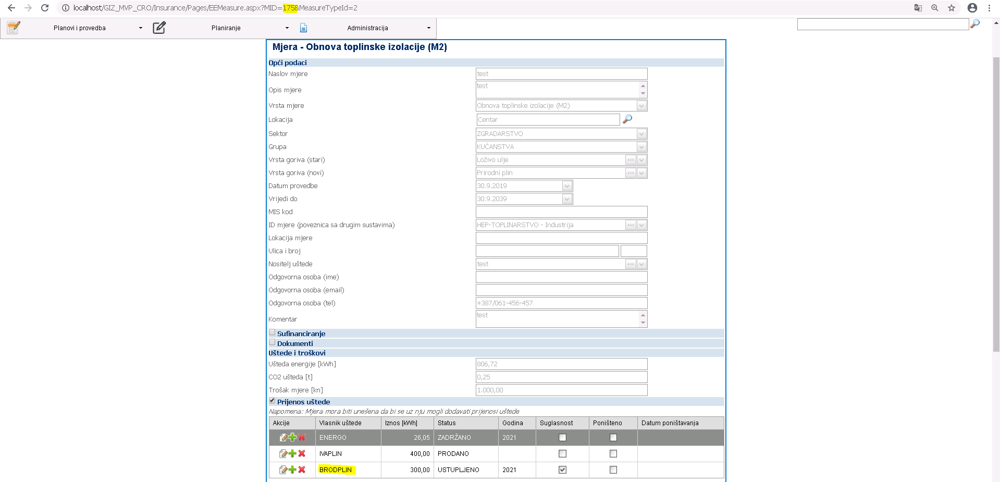 localhost/GIZ_MVP_CRO/Insurance/Pages/EEMeasure.aspx?MID=175&MeasureTypeId=2
Planovi i provedba Planiranje Administracija
Mjera - Obnova toplinske izolacije (M2)
Opći podaci
Naslov mjere test
Opis mjere test
Vrsta mjere Obnova toplinske izolacije (M2)
Lokacija Centar
Sektor ZGRADARSTVO
Grupa KUĆANSTVA
Vrsta goriva (stari) Loživo ulje
Vrsta goriva (novi) Prirodni plin
Datum provedbe 30.9.2019
Vrijedi do 30.9.2039
MIS kod
ID mjere (poveznica sa drugim sustavima) HEP-TOPLINARSTVO - Industrija
Lokacija mjere
Ulica i broj
Nositelj uštede test
Odgovorna osoba (ime)
Odgovorna osoba (email)
Odgovorna osoba (tel) +387/061-456-457
Komentar test
Sufinanciranje
Dokumenti
Uštede i troškovi
Ušteda energije [kWh] 806,72
CO2 ušteda [t] 0,25
Trošak mjere [kn] 1.000,00
Prijenos uštede
Napomena: Mjera mora biti unešena da bi se uz nju mogli dodavati prijenosi uštede
Akcije Vlasnik uštede Iznos [kWh] Status Godina Suglasnost Poništeno Datum poništavanja
ENERGO 26,05 ZADRŽANO 2021
IVAPLIN 400,00 PRODANO
BRODPLIN 300,00 USTUPLJENO 2021